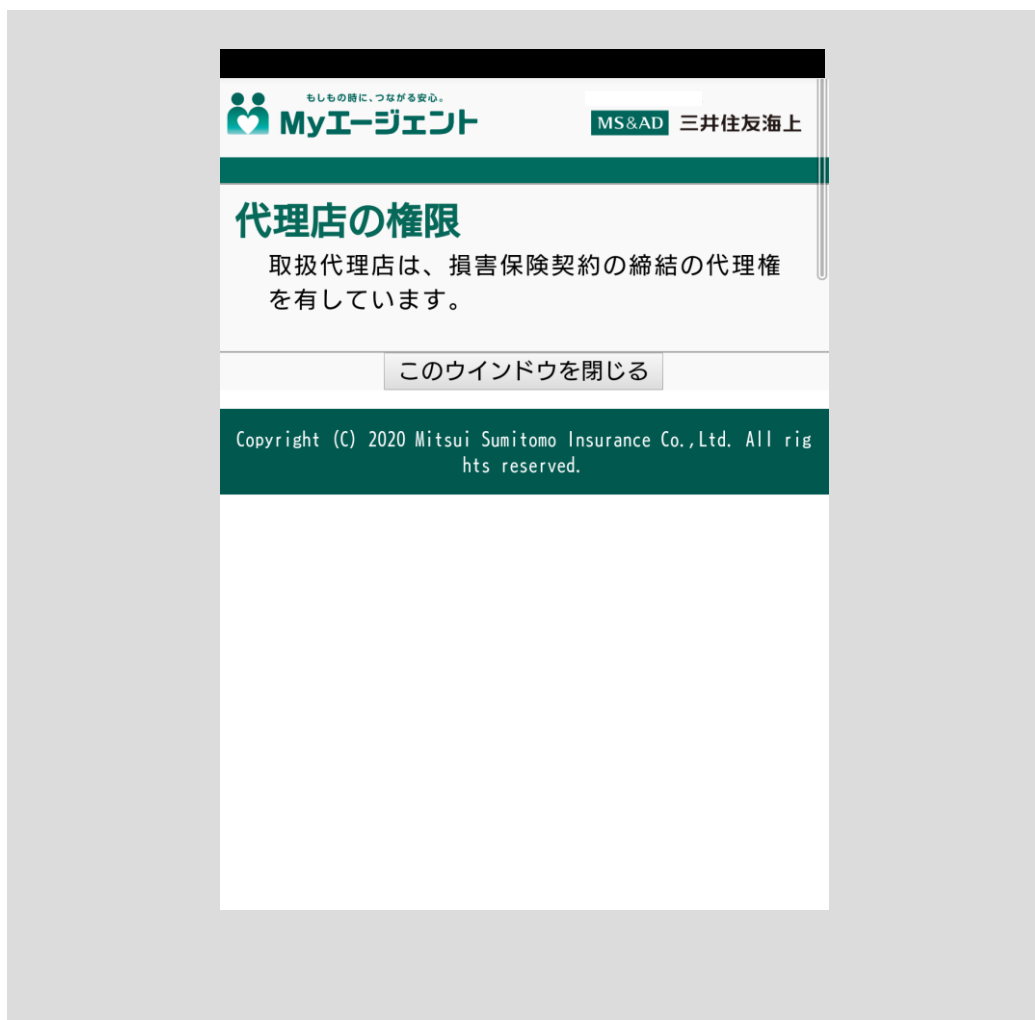 もしもの時に、つながる安心。
Myエージェント
MS&AD 三井住友海上
代理店の権限
取扱代理店は、損害保険契約の締結の代理権
を有しています。
このウインドウを閉じる
Copyright (C) 2020 Mitsui Sumitomo Insurance Co.,Ltd. All rig
hts reserved.